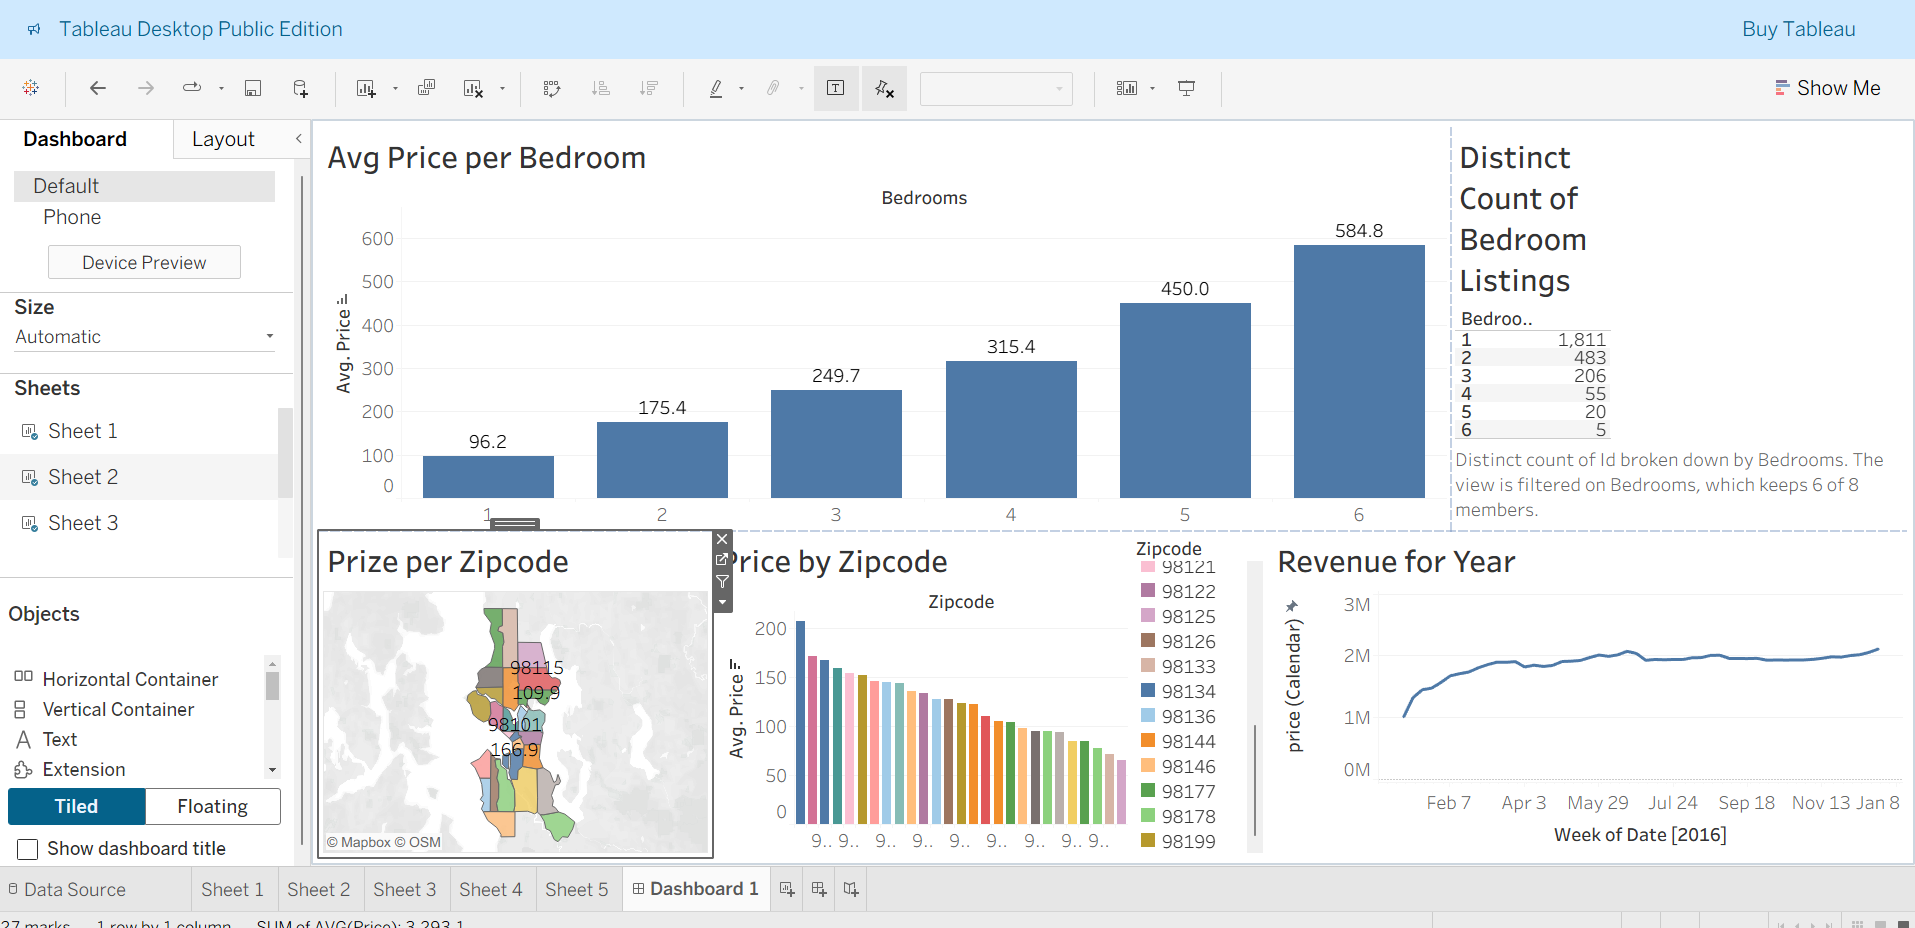 Tableau Desktop Public Edition
Buy Tableau
Show Me
Dashboard
Layout
Default
Phone
Device Preview
Size
Automatic
Sheets
Sheet 1
Sheet 2
Sheet 3
Objects
Horizontal Container
Vertical Container
Text
Extension
Tiled
Floating
Show dashboard title
Avg Price per Bedroom
Bedrooms
Avg. Price
600
500
400
300
200
100
0
96.2
175.4
249.7
315.4
450.0
584.8
1
2
3
4
5
6
Distinct
Count of
Bedroom
Listings
Bedroo..
1 1,811
2 483
3 206
4 55
5 20
6 5
Distinct count of Id broken down by Bedrooms. The
view is filtered on Bedrooms, which keeps 6 of 8
members.
Prize per Zipcode
98115
109.9
98101
166.9
© Mapbox © OSM
Price by Zipcode
Zipcode
Avg. Price
200
150
100
50
0
9.. 9.. 9.. 9.. 9.. 9.. 9.. 9.. 9..
Zipcode
98121
98122
98125
98126
98133
98134
98136
98144
98146
98177
98178
98199
Revenue for Year
price (Calendar)
3M
2M
1M
0M
Feb 7 Apr 3 May 29 Jul 24 Sep 18 Nov 13 Jan 8
Week of Date [2016]
Data Source
Sheet 1
Sheet 2
Sheet 3
Sheet 4
Sheet 5
Dashboard 1
27 marks 1 row by 1 column SUM of AVG(Price): 3,293.1